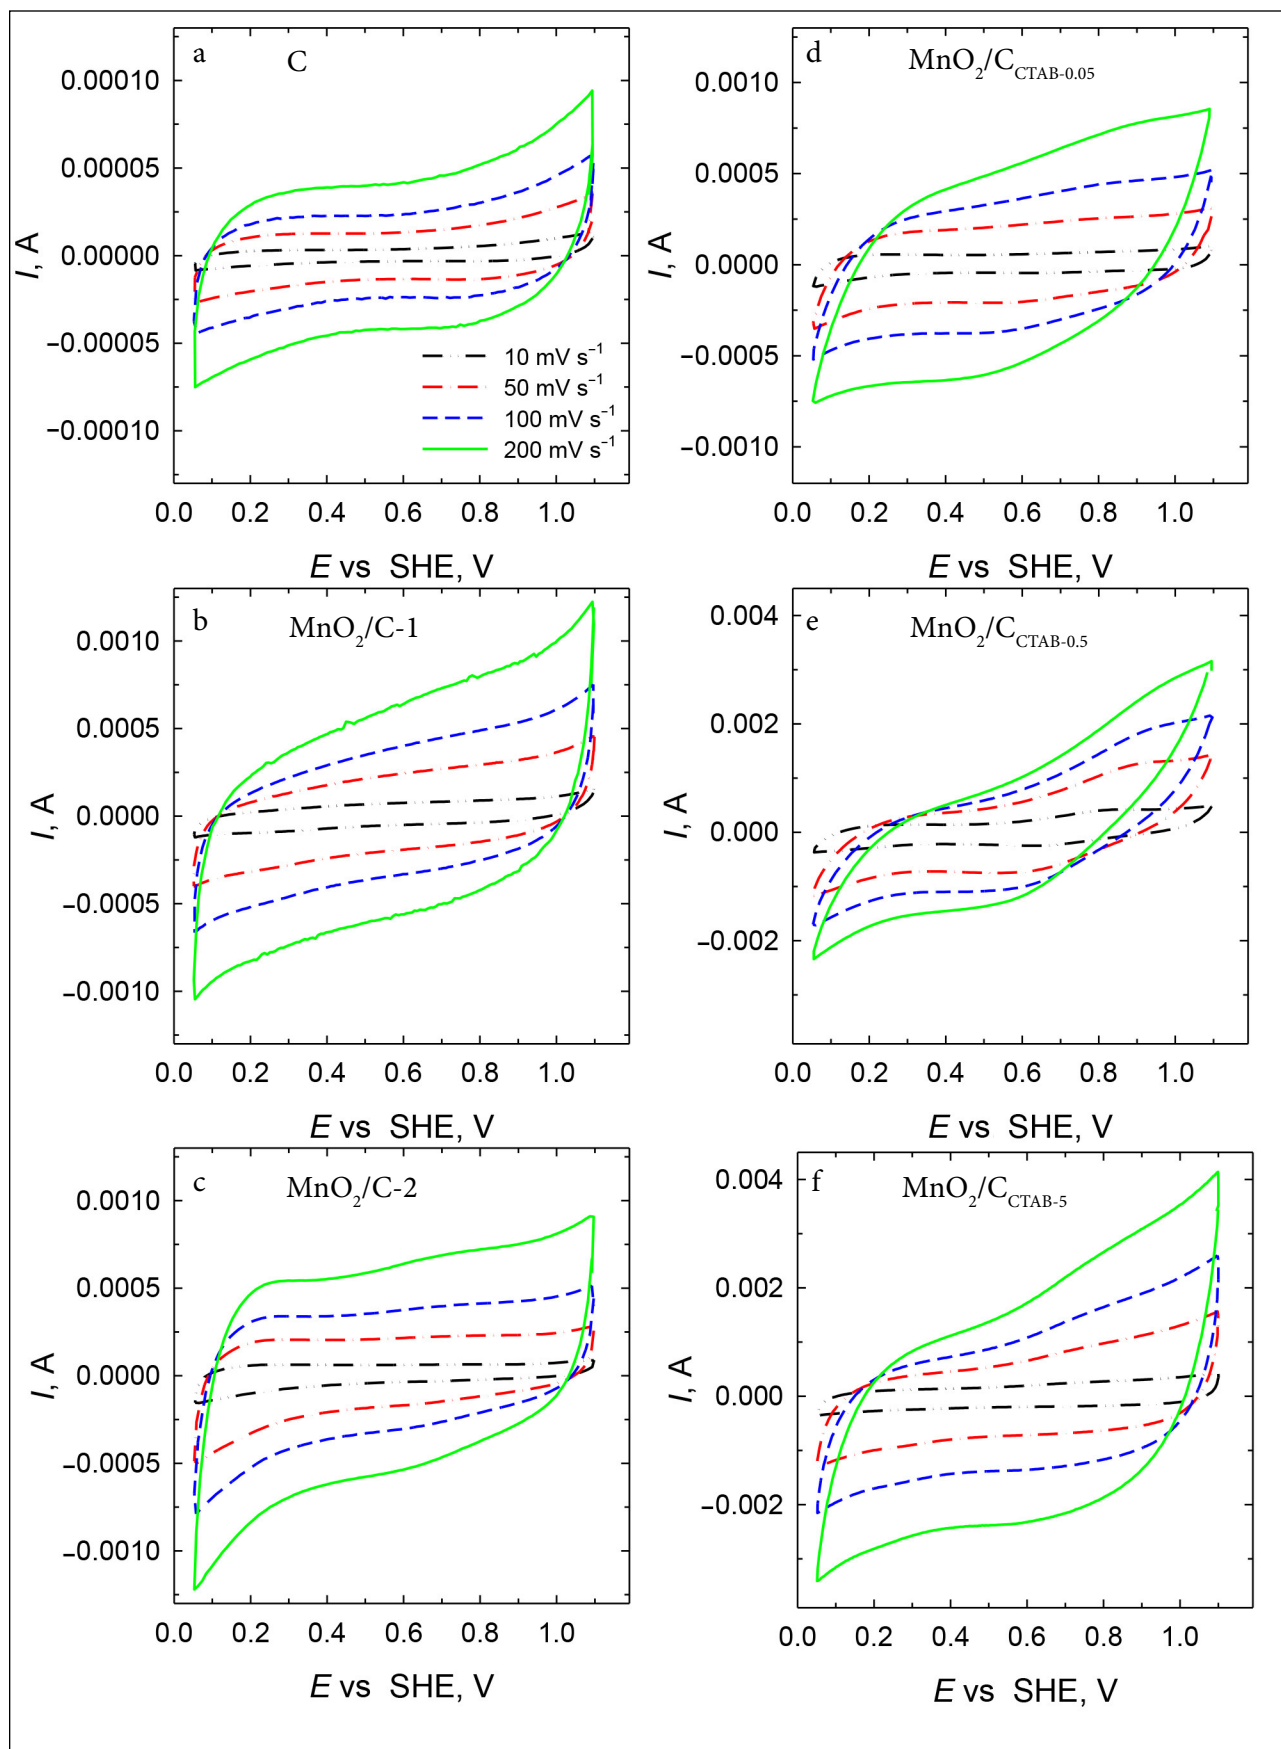 a
C
0.00010
0.00005
0.00000
−0.00005
−0.00010
I, A
10 mV s⁻¹
50 mV s⁻¹
100 mV s⁻¹
200 mV s⁻¹
0.0 0.2 0.4 0.6 0.8 1.0
E vs SHE, V
d
MnO₂/C_CTAB-0.05
0.0010
0.0005
0.0000
−0.0005
−0.0010
I, A
0.0 0.2 0.4 0.6 0.8 1.0
E vs SHE, V
b
MnO₂/C-1
0.0010
0.0005
0.0000
−0.0005
−0.0010
I, A
0.0 0.2 0.4 0.6 0.8 1.0
E vs SHE, V
e
MnO₂/C_CTAB-0.5
0.004
0.002
0.000
−0.002
I, A
0.0 0.2 0.4 0.6 0.8 1.0
E vs SHE, V
c
MnO₂/C-2
0.0010
0.0005
0.0000
−0.0005
−0.0010
I, A
0.0 0.2 0.4 0.6 0.8 1.0
E vs SHE, V
f
MnO₂/C_CTAB-5
0.004
0.002
0.000
−0.002
I, A
0.0 0.2 0.4 0.6 0.8 1.0
E vs SHE, V